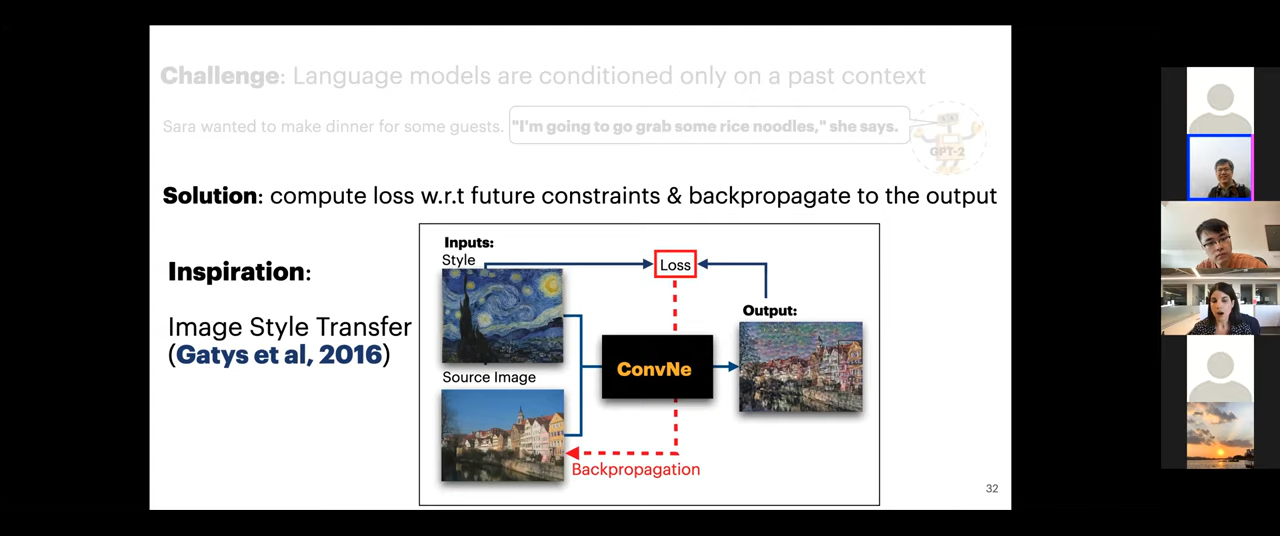 Challenge: Language models are conditioned only on a past context
Sara wanted to make dinner for some guests. "I'm going to go grab some rice noodles," she says.
GPT-2
Solution: compute loss w.r.t future constraints & backpropagate to the output
Inspiration:
Image Style Transfer
(Gatys et al, 2016)
Inputs:
Style
Loss
Output:
ConvNe
Source Image
Backpropagation
32